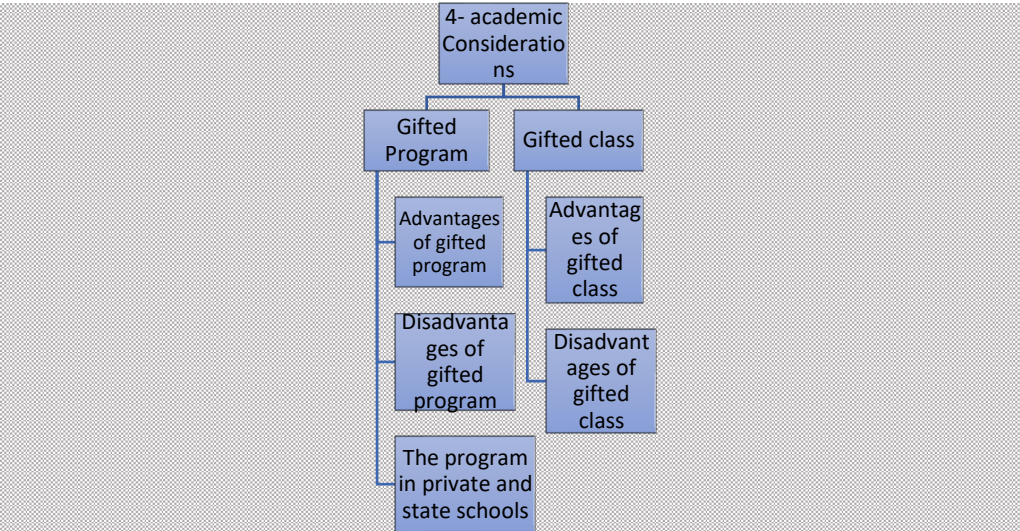 4- academic
Consideratio
ns
Gifted
Program
Gifted class
Advantages
of gifted
program
Advantag
es of
gifted
class
Disadvanta
ges of
gifted
program
Disadvant
ages of
gifted
class
The program
in private and
state schools